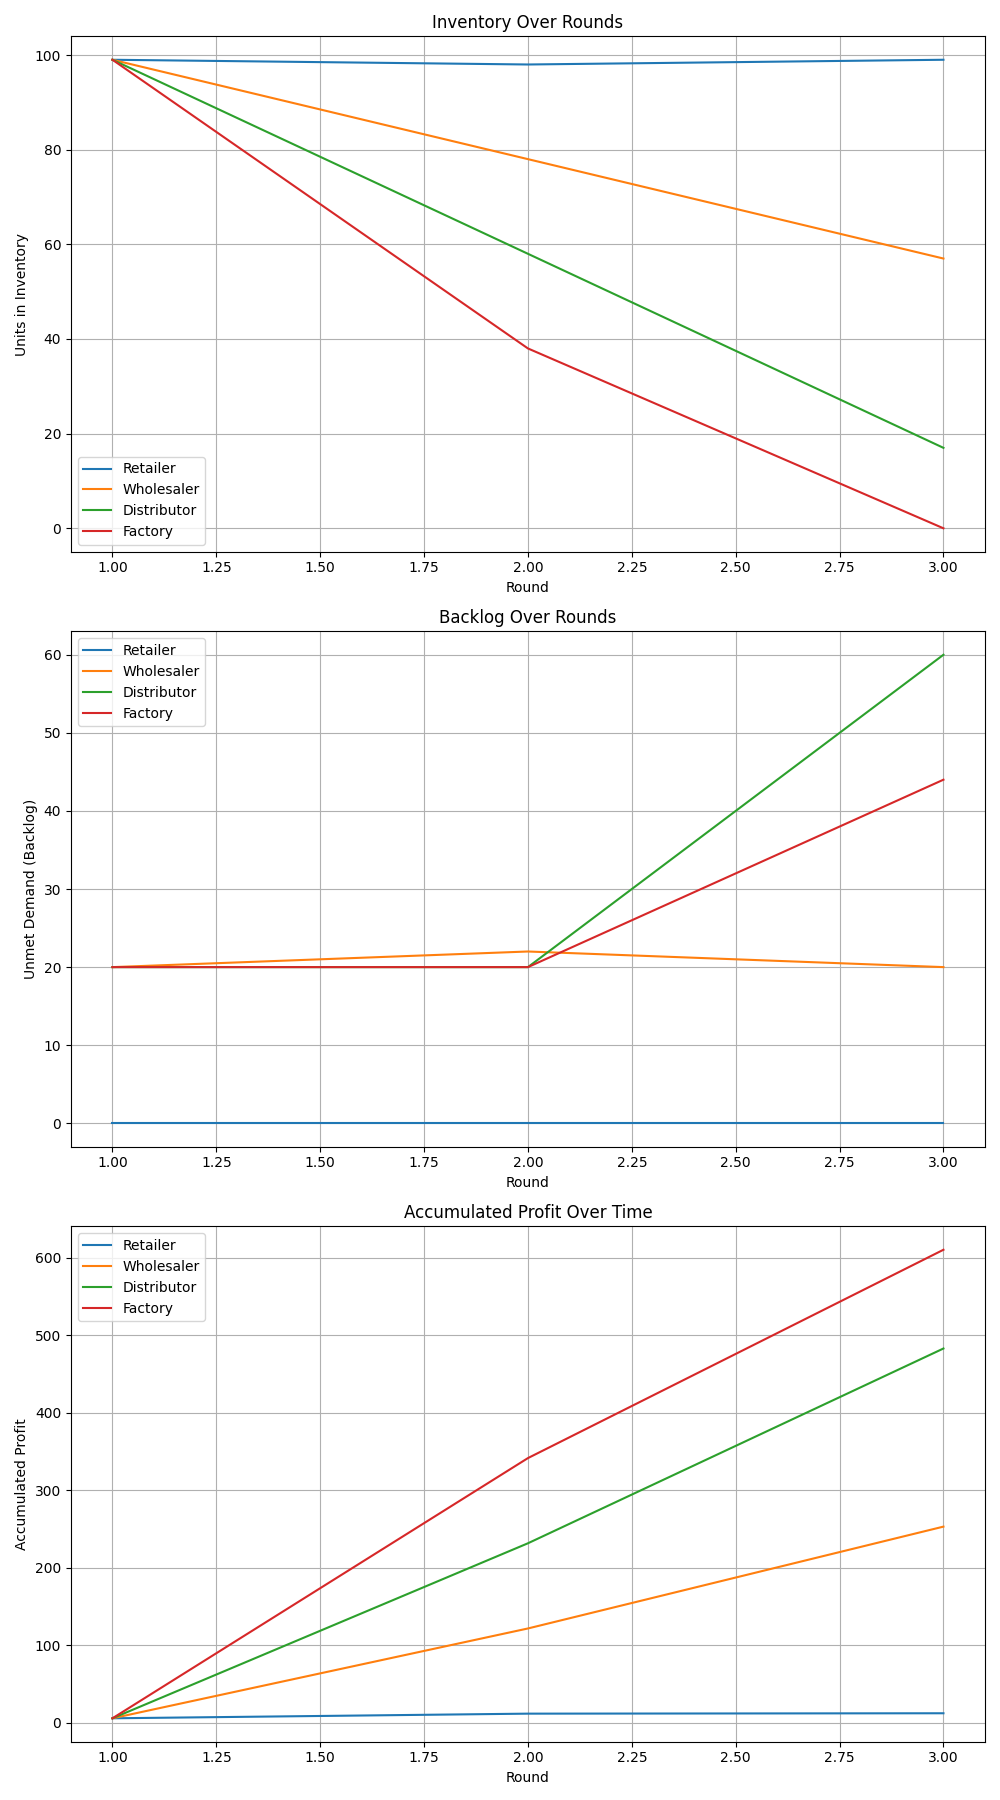 Inventory Over Rounds
100
80
60
40
20
0
Units in Inventory
Retailer
Wholesaler
Distributor
Factory
1.00 1.25 1.50 1.75 2.00 2.25 2.50 2.75 3.00
Round
Backlog Over Rounds
60
50
40
30
20
10
0
Unmet Demand (Backlog)
Retailer
Wholesaler
Distributor
Factory
1.00 1.25 1.50 1.75 2.00 2.25 2.50 2.75 3.00
Round
Accumulated Profit Over Time
600
500
400
300
200
100
0
Accumulated Profit
Retailer
Wholesaler
Distributor
Factory
1.00 1.25 1.50 1.75 2.00 2.25 2.50 2.75 3.00
Round